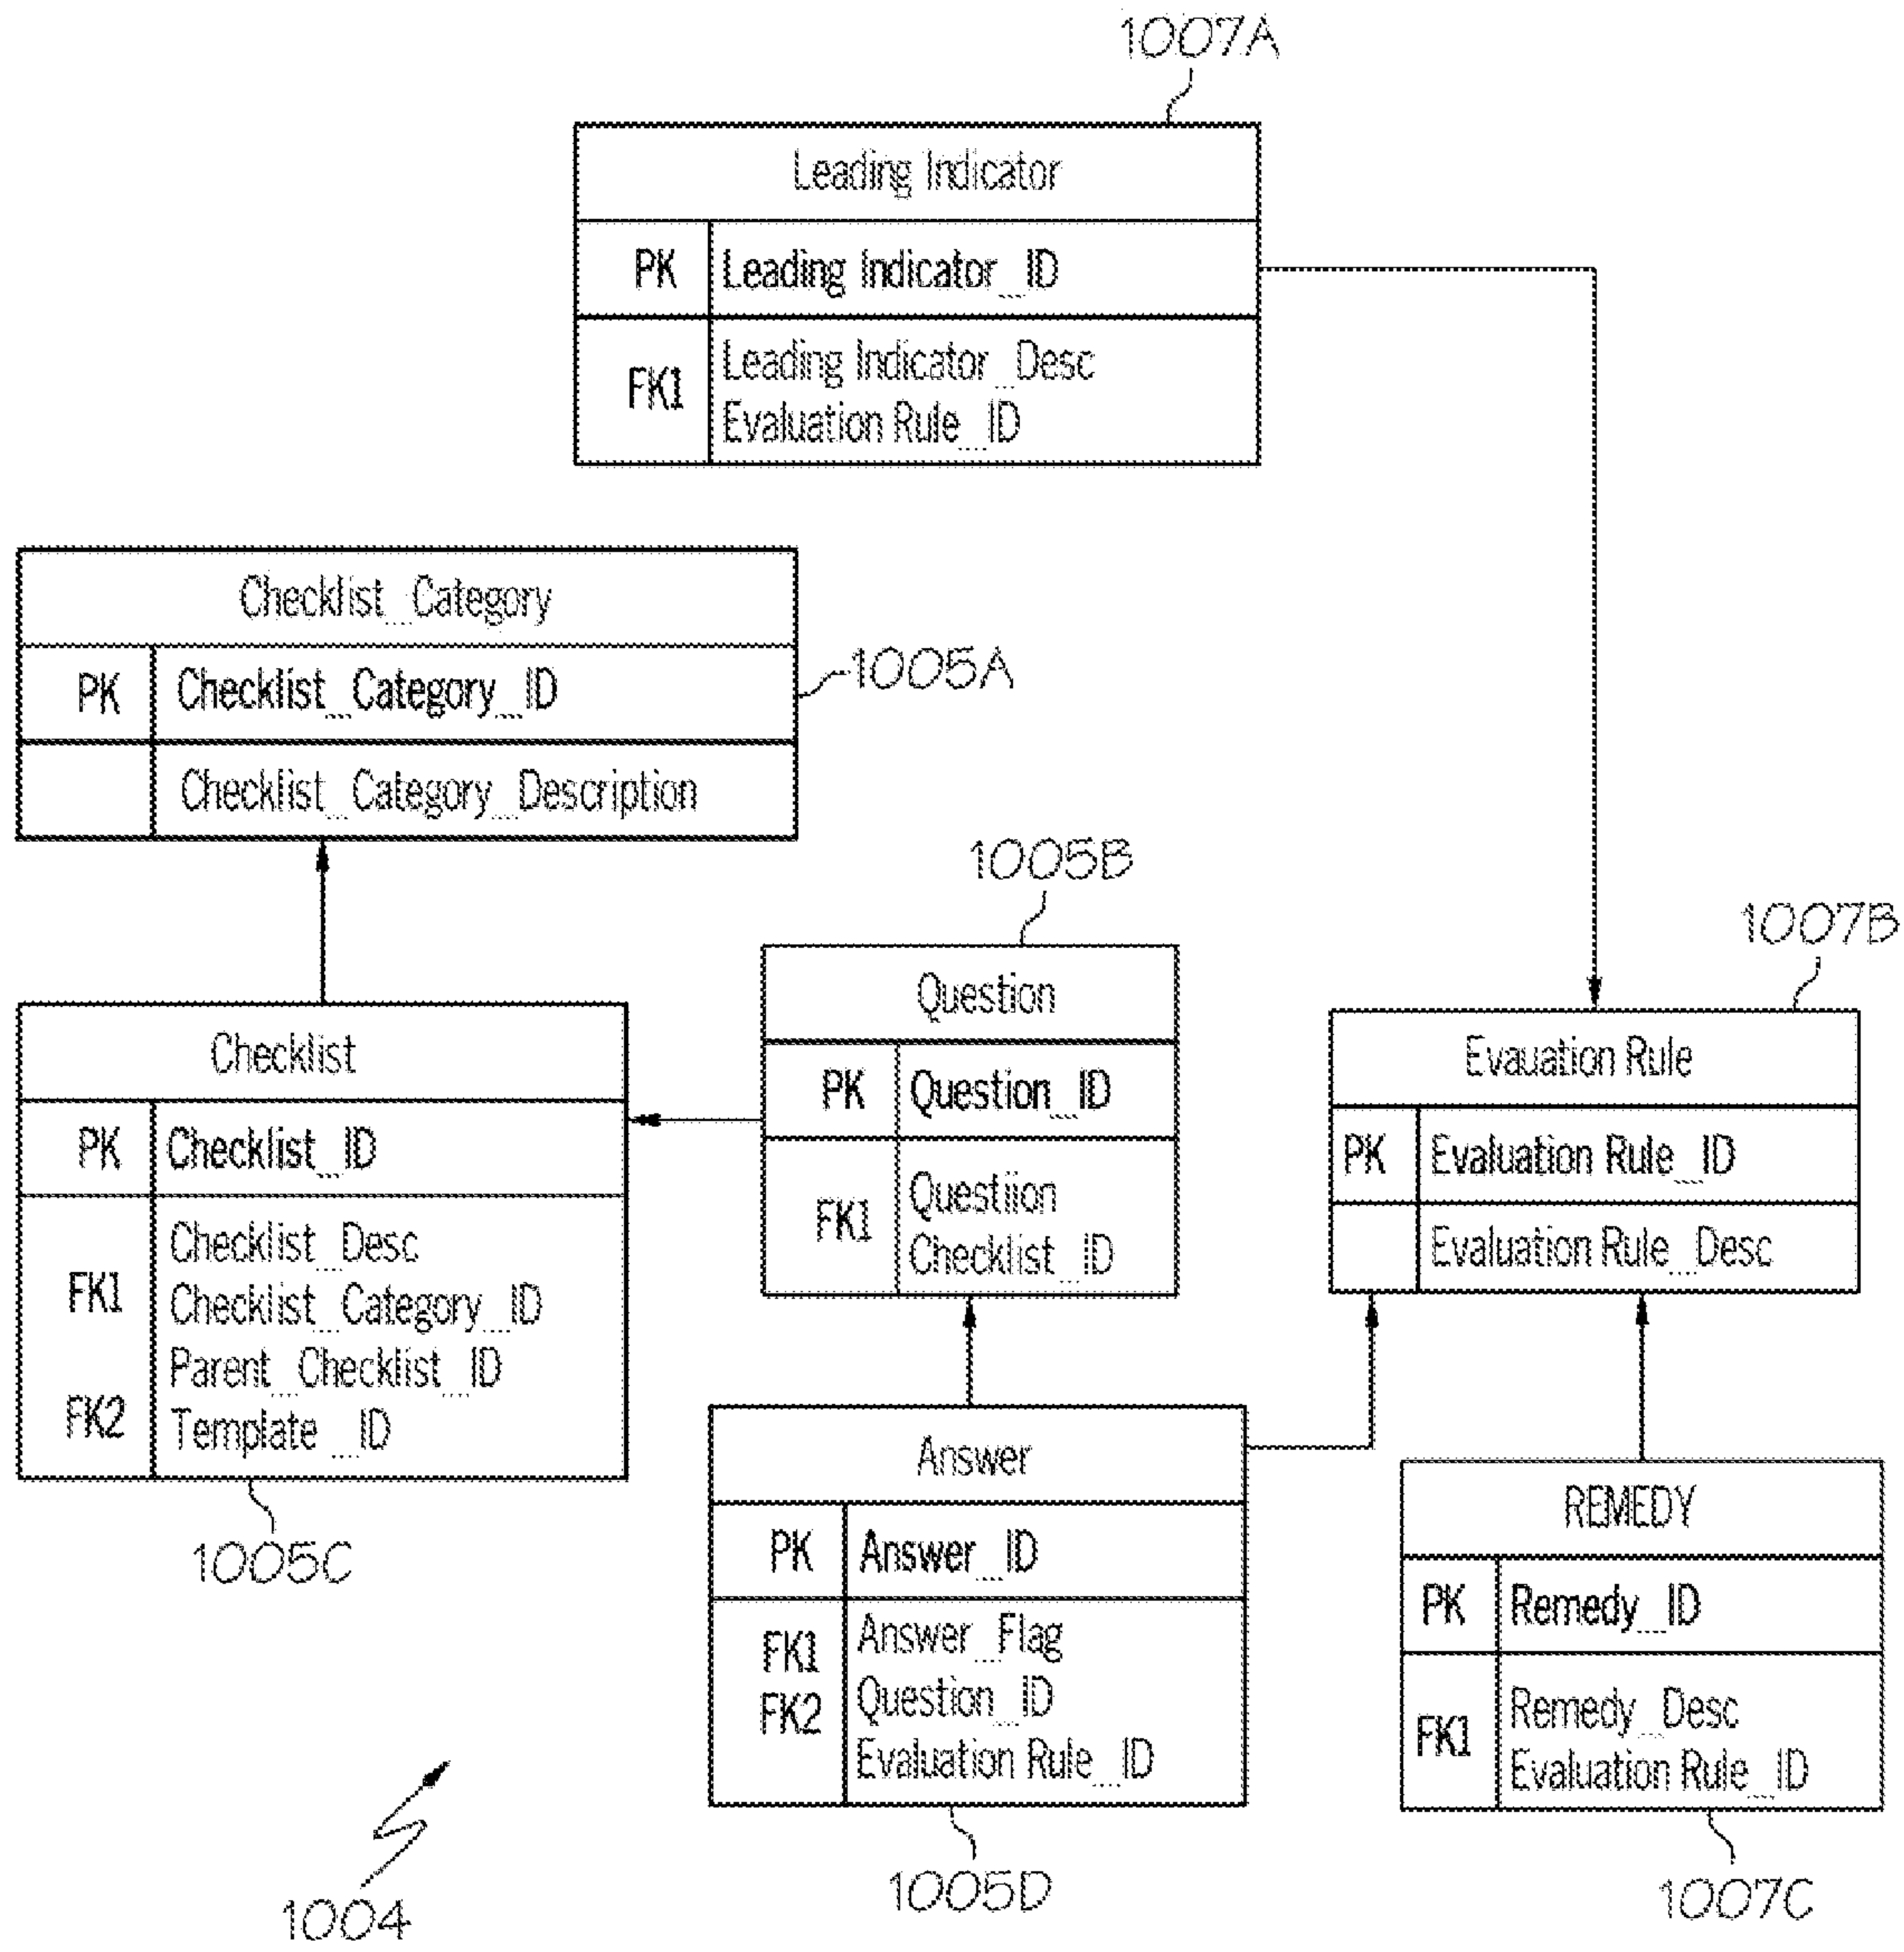 1007A
Leading Indicator
PK Leading Indicator_ID
Leading Indicator_Desc
FK1
Evaluation Rule_ID
Checklist_Category
PK Checklist_Category_ID
1005A
Checklist_Category_Description
1005B
Question
PK Question_ID
Questiion
FK1
Checklist_ID
1007B
Evauation Rule
PK Evaluation Rule_ID
Evaluation Rule_Desc
Checklist
PK Checklist_ID
Checklist_Desc
FK1 Checklist_Category_ID
Parent_Checklist_ID
FK2 Template_ID
1005C
Answer
PK Answer_ID
FK1 Answer_Flag
FK2 Question_ID
Evaluation Rule_ID
1005D
REMEDY
PK Remedy_ID
Remedy_Desc
FK1
Evaluation Rule_ID
1007C
1004